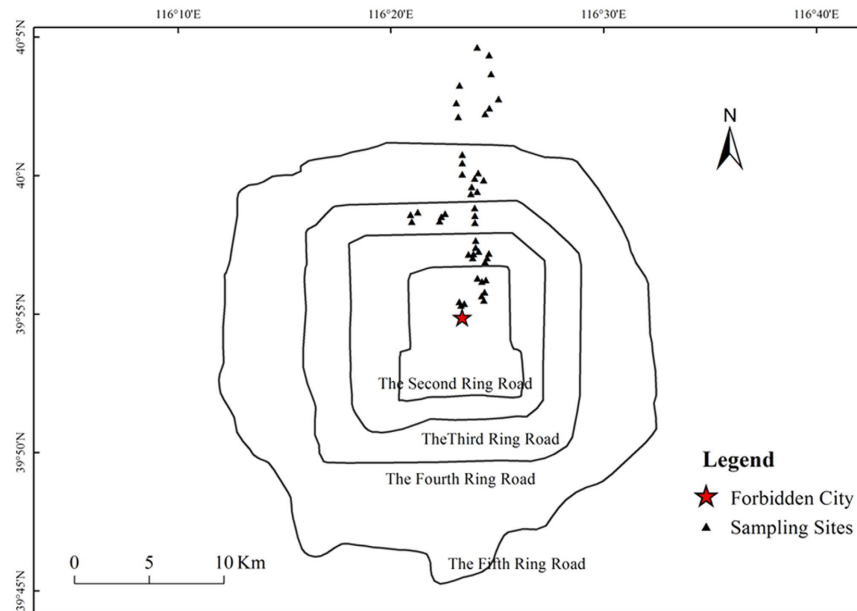 116°10'E 116°20'E 116°30'E 116°40'E
40°5'N
40°N
39°55'N
39°50'N
39°45'N
N
The Second Ring Road
TheThird Ring Road
The Fourth Ring Road
The Fifth Ring Road
Legend
Forbidden City
Sampling Sites
0 5 10 Km